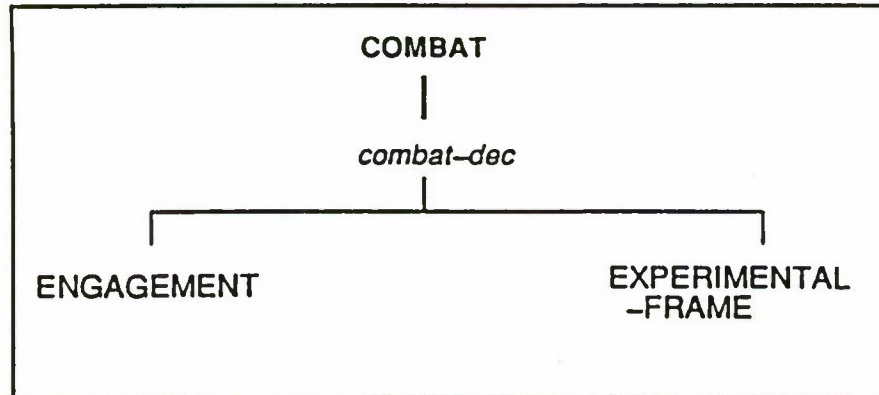 COMBAT
combat–dec
ENGAGEMENT
EXPERIMENTAL
–FRAME